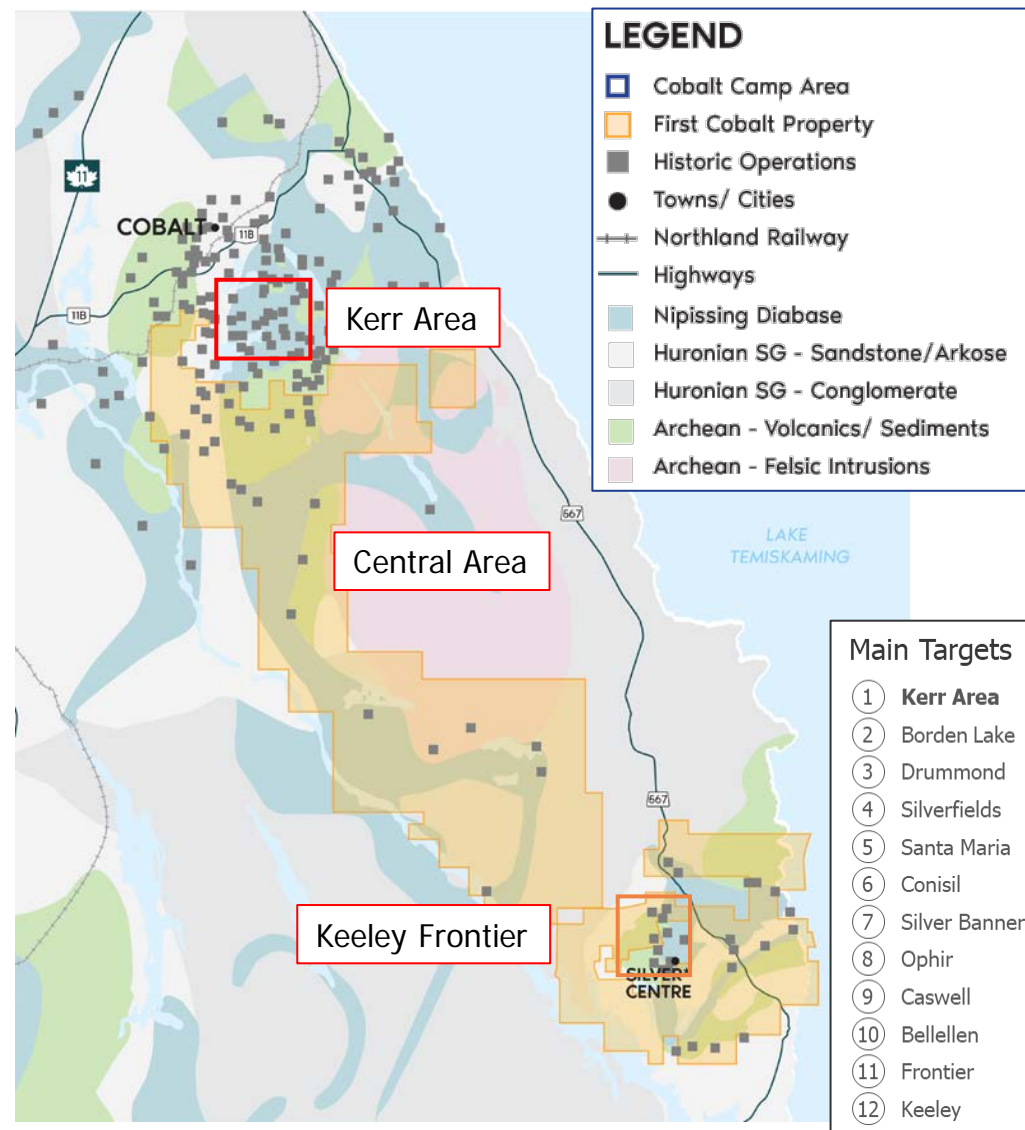 LEGEND
Cobalt Camp Area
First Cobalt Property
Historic Operations
Towns/ Cities
Northland Railway
Highways
Nipissing Diabase
Huronian SG - Sandstone/Arkose
Huronian SG - Conglomerate
Archean - Volcanics/ Sediments
Archean - Felsic Intrusions
11
COBALT
11B
11B
Kerr Area
567
LAKE
TEMISKAMING
Central Area
567
Keeley Frontier
SILVER
CENTRE
Main Targets
1 Kerr Area
2 Borden Lake
3 Drummond
4 Silverfields
5 Santa Maria
6 Conisil
7 Silver Banner
8 Ophir
9 Caswell
10 Bellellen
11 Frontier
12 Keeley